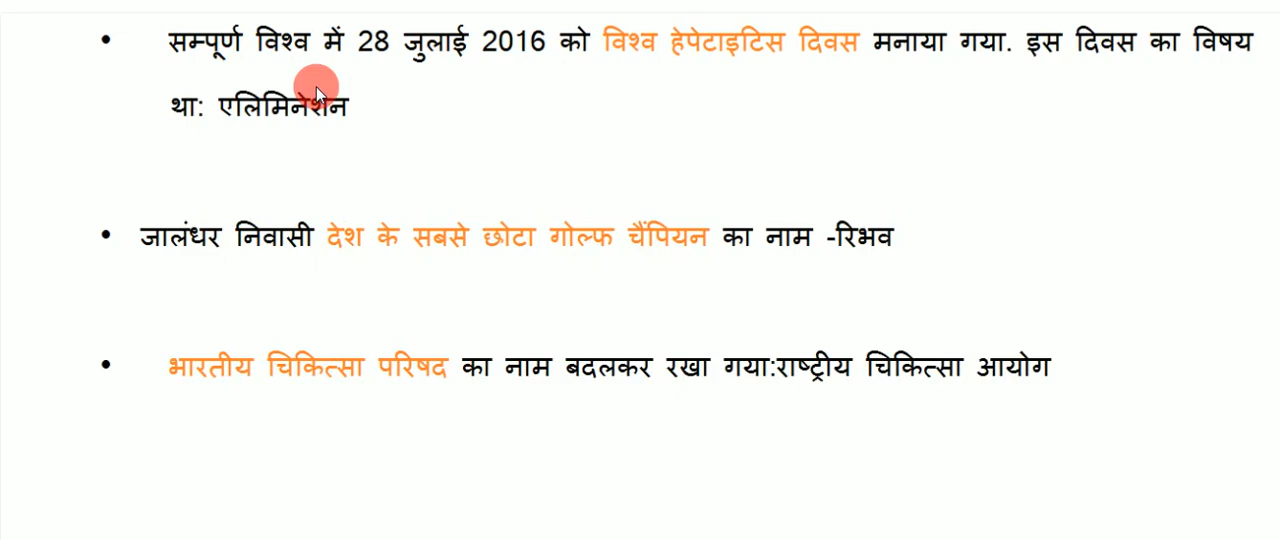 • सम्पूर्ण विश्व में 28 जुलाई 2016 को विश्व हेपेटाइटिस दिवस मनाया गया. इस दिवस का विषय
था: एलिमिनेशन
• जालंधर निवासी देश के सबसे छोटा गोल्फ चैंपियन का नाम -रिभव
• भारतीय चिकित्सा परिषद का नाम बदलकर रखा गया:राष्ट्रीय चिकित्सा आयोग